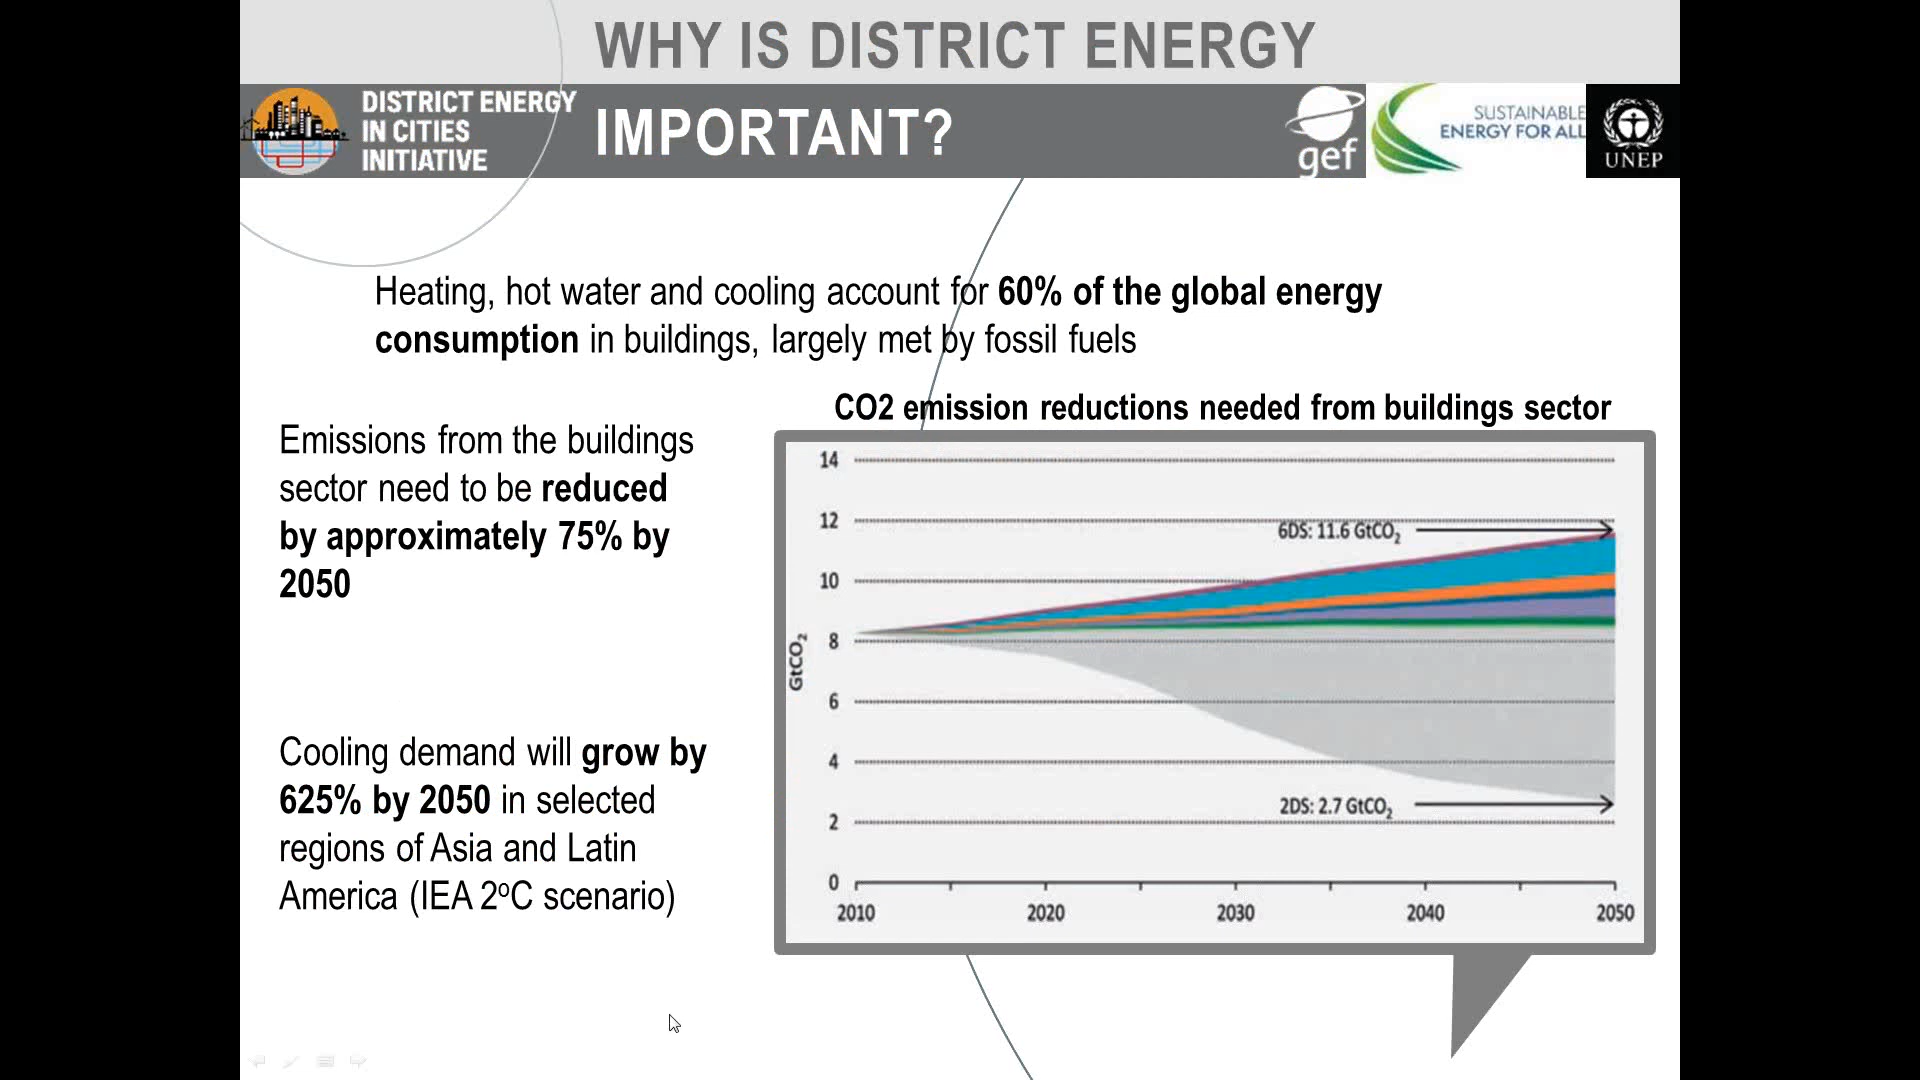 WHY IS DISTRICT ENERGY
IMPORTANT?
DISTRICT ENERGY
IN CITIES
INITIATIVE
gef
SUSTAINABLE
ENERGY FOR ALL
UNEP
Heating, hot water and cooling account for 60% of the global energy
consumption in buildings, largely met by fossil fuels
Emissions from the buildings
sector need to be reduced
by approximately 75% by
2050
Cooling demand will grow by
625% by 2050 in selected
regions of Asia and Latin
America (IEA 2ºC scenario)
CO2 emission reductions needed from buildings sector
14
12
10
8
6
4
2
0
GtCO₂
6DS: 11.6 GtCO₂
2DS: 2.7 GtCO₂
2010 2020 2030 2040 2050